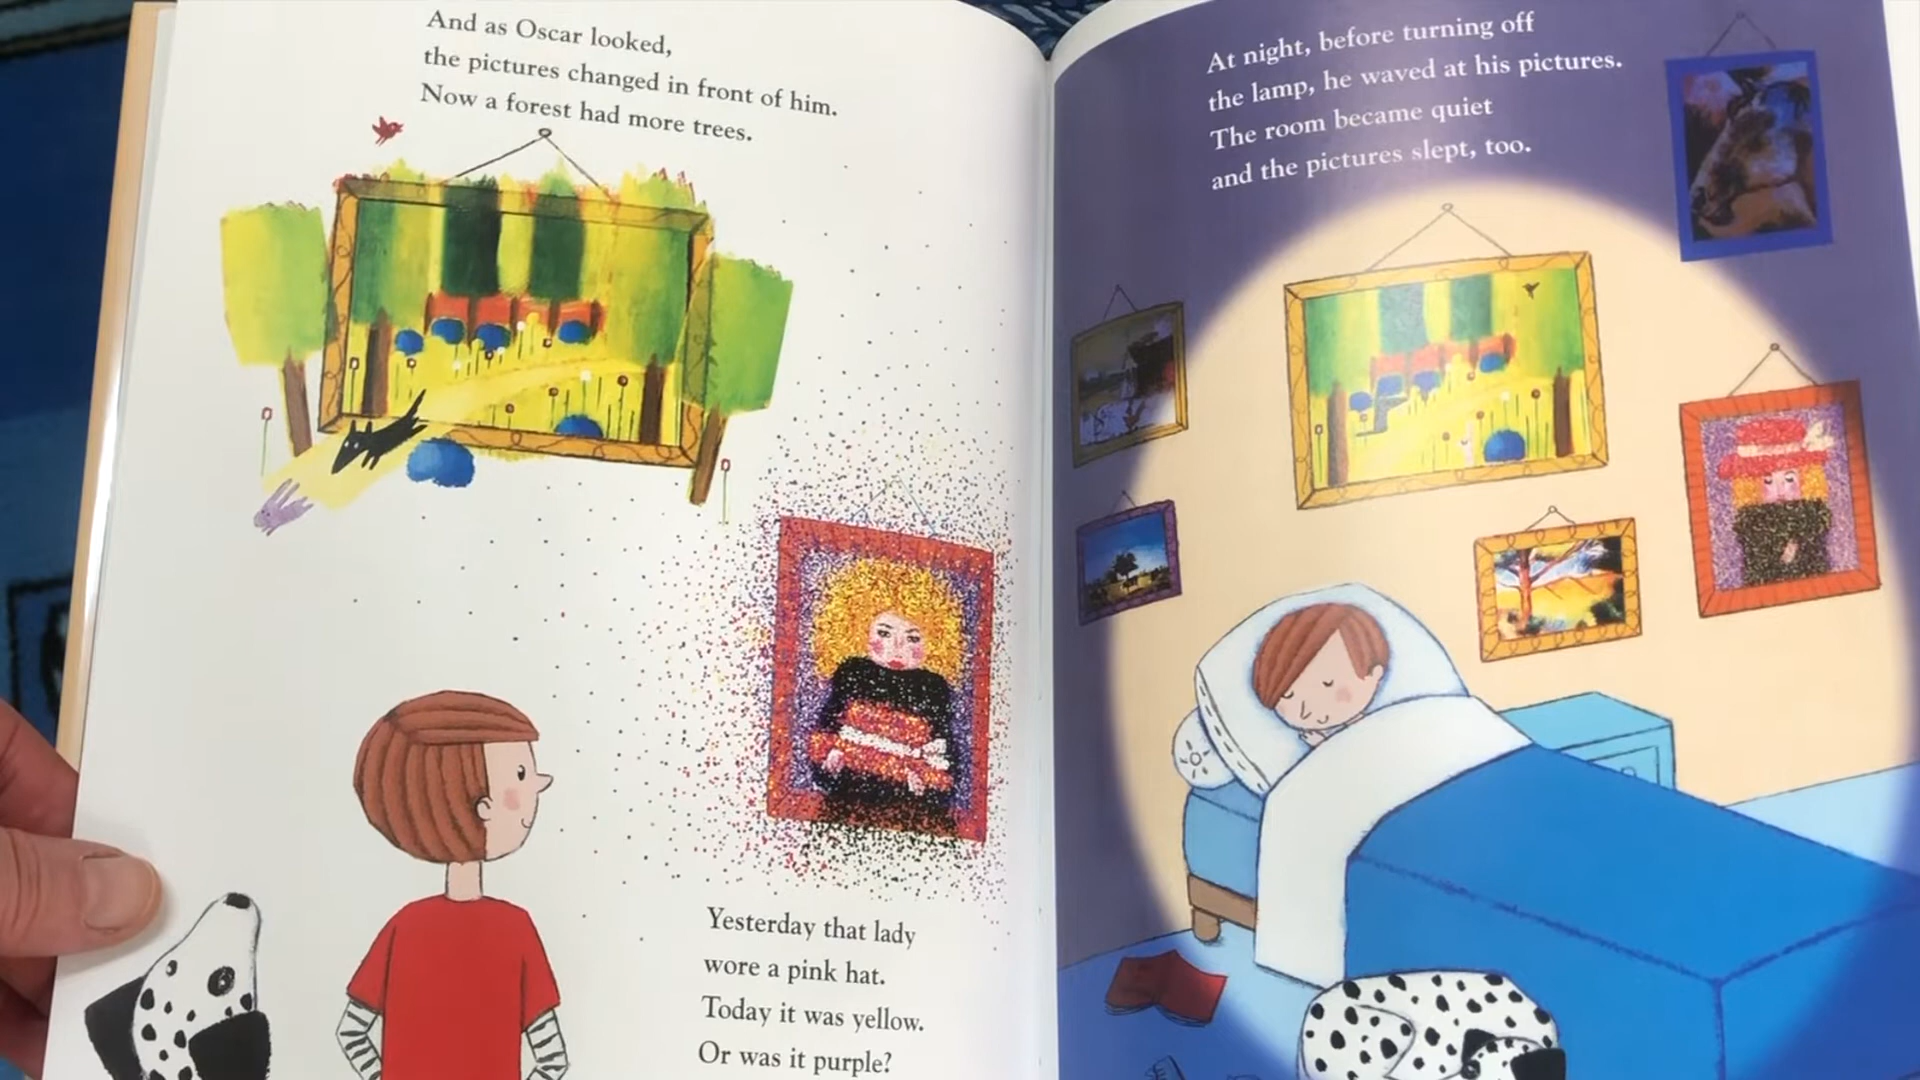 And as Oscar looked,
the pictures changed in front of him.
Now a forest had more trees.
Yesterday that lady
wore a pink hat.
Today it was yellow.
Or was it purple?
At night, before turning off
the lamp, he waved at his pictures.
The room became quiet
and the pictures slept, too.